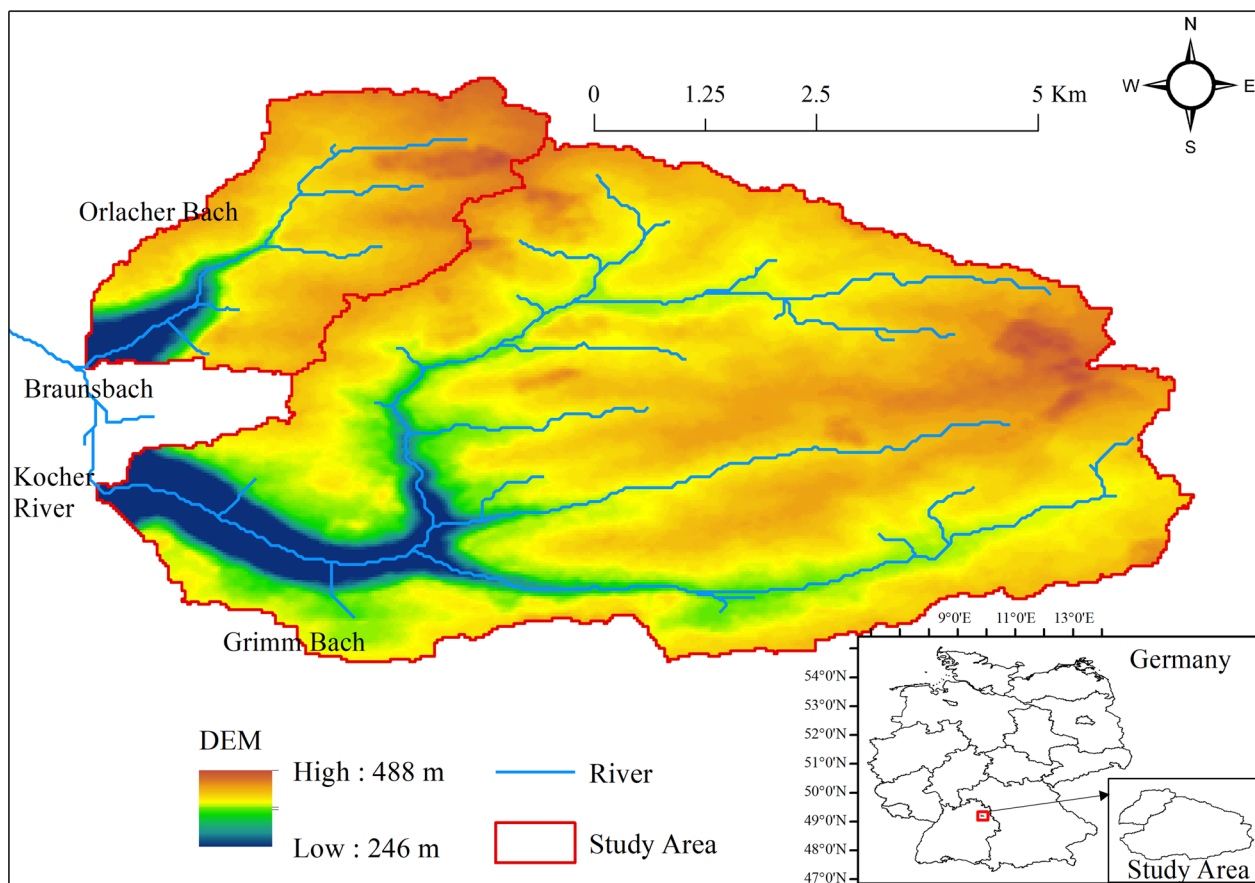 N
W E
S
0 1.25 2.5 5 Km
Orlacher Bach
Braunsbach
Kocher
River
Grimm Bach
DEM
High : 488 m
Low : 246 m
River
Study Area
9°0'E 11°0'E 13°0'E
Germany
54°0'N
53°0'N
52°0'N
51°0'N
50°0'N
49°0'N
48°0'N
47°0'N
Study Area